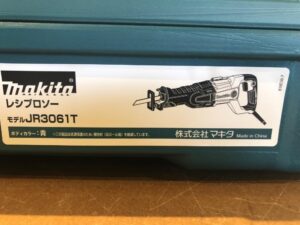 makita
レシプロソー
モデルJR3061T
ボディカラー：青
株式会社マキタ
Made in China